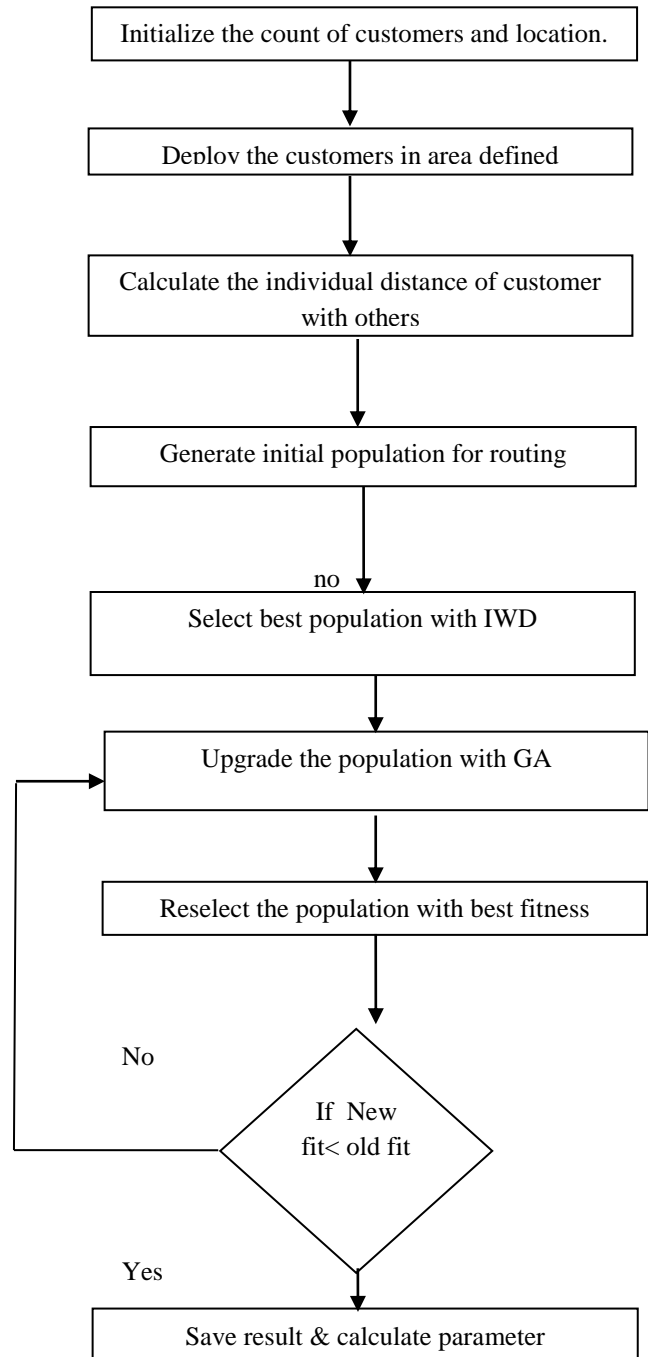 Initialize the count of customers and location.
Deploy the customers in area defined
Calculate the individual distance of customer
with others
Generate initial population for routing
no
Select best population with IWD
Upgrade the population with GA
Reselect the population with best fitness
No
If New
fit< old fit
Yes
Save result & calculate parameter